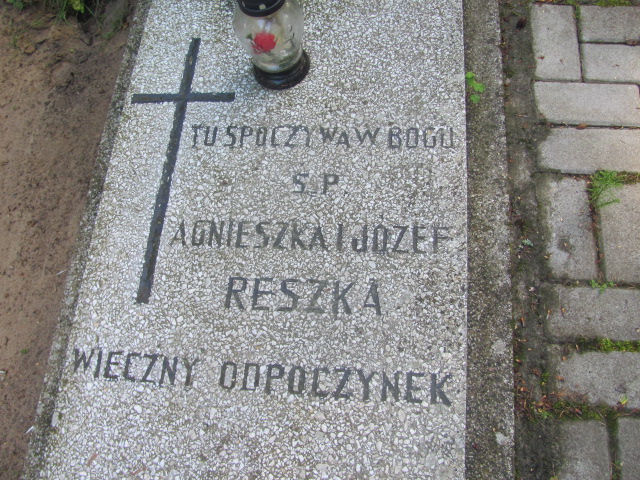 TU SPOCZYWA W BOGU
S.P.
AGNIESZKA I JÓZEF
RESZKA
WIECZNY ODPOCZYNEK